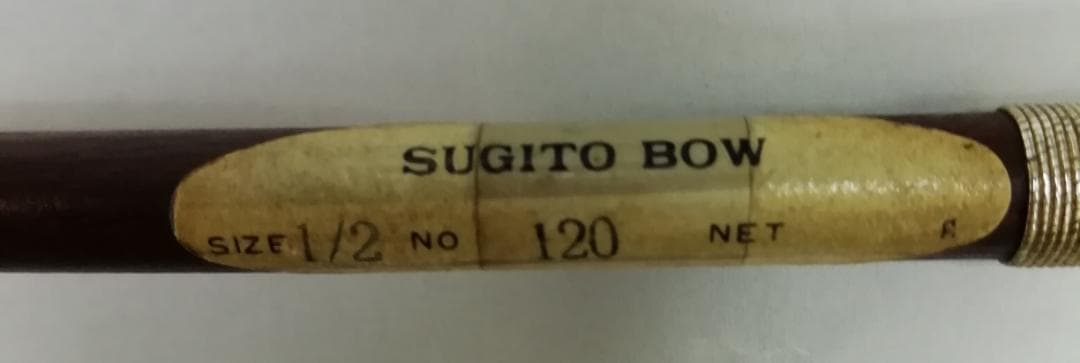 SUGITO BOW
SIZE 1/2 NO 120 NET